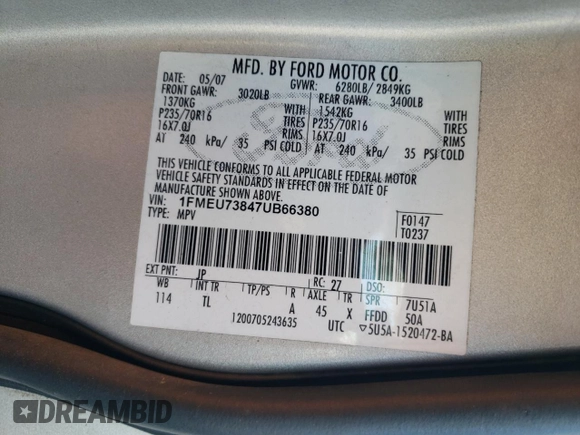 MFD. BY FORD MOTOR CO.
DATE 05/07 GVWR: 6280LB/ 2849KG
FRONT GAWR: 3020LB REAR GAWR: 3400LB
1370KG WITH 1542KG WITH
P235/70R16 TIRES P235/70R16 TIRES
16X7.0J RIMS 16X7.0J RIMS
AT 240 kPa/ 35 PSI COLD AT 240 kPa/ 35 PSI COLD
THIS VEHICLE CONFORMS TO ALL APPLICABLE FEDERAL MOTOR
VEHICLE SAFETY STANDARDS IN EFFECT ON THE DATE OF
MANUFACTURE SHOWN ABOVE.
VIN: 1FMEU73847UB66380
TYPE: MPV
F0147
T0237
EXT PNT: JP RC: 27 DSO:
WB INT TR TP/PS R AXLE TR SPR 7U51A
114 TL A 45 X FFDD 50A
1200705243635 UTC ▽5U5A-1520472-BA
Ford
DREAMBID